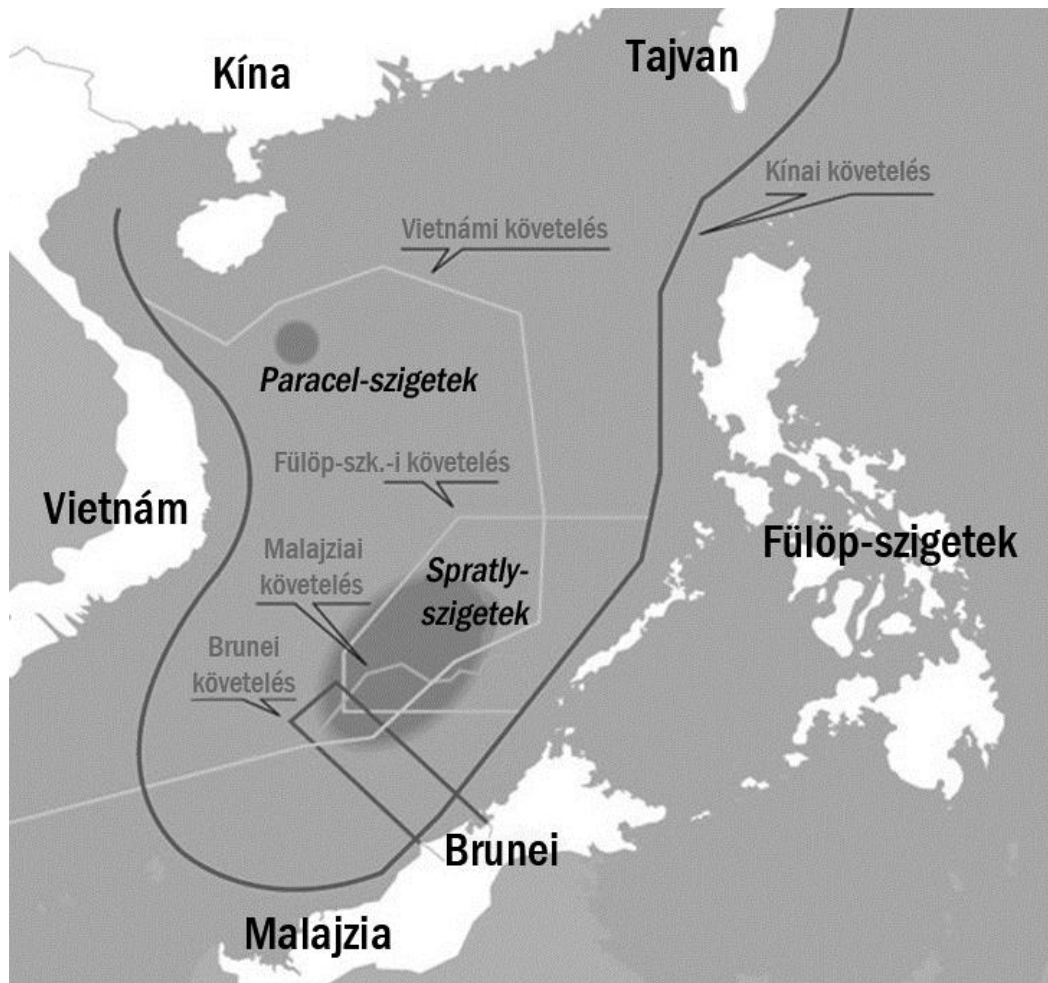 Kína
Tajvan
Kínai követelés
Vietnámi követelés
Paracel-szigetek
Fülöp-szk.-i követelés
Vietnám
Fülöp-szigetek
Malajziai
követelés
Spratly-
szigetek
Brunei
követelés
Brunei
Malajzia